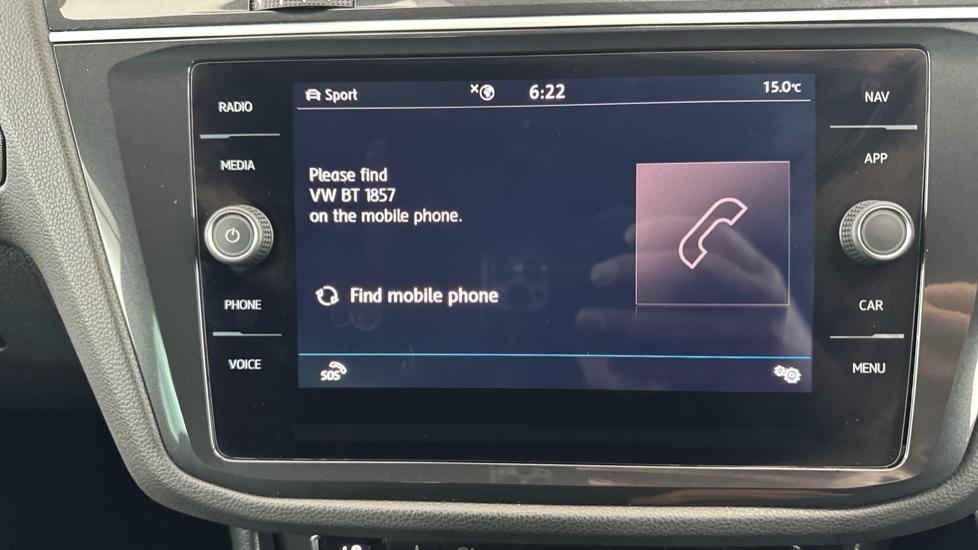 Sport 6:22 15.0°C
RADIO
NAV
MEDIA
APP
Please find
VW BT 1857
on the mobile phone.
Find mobile phone
PHONE
CAR
VOICE
SOS
MENU